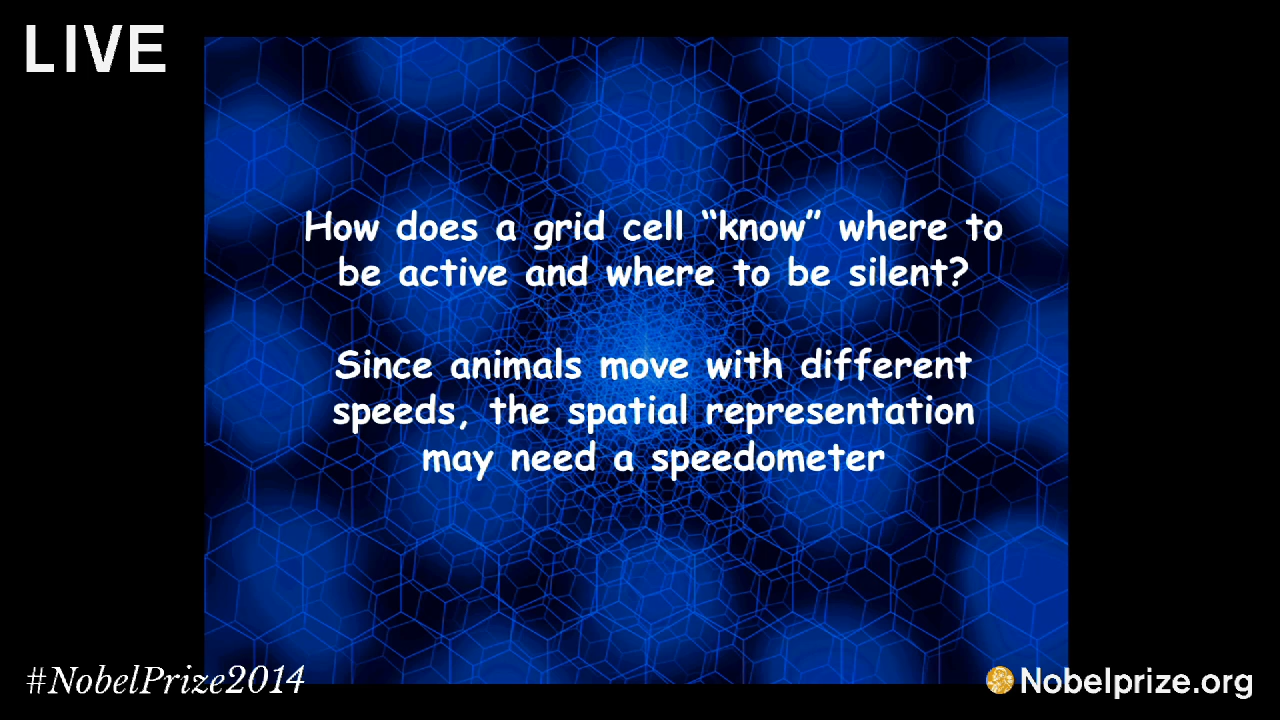 LIVE
How does a grid cell “know” where to
be active and where to be silent?
Since animals move with different
speeds, the spatial representation
may need a speedometer
#NobelPrize2014
Nobelprize.org